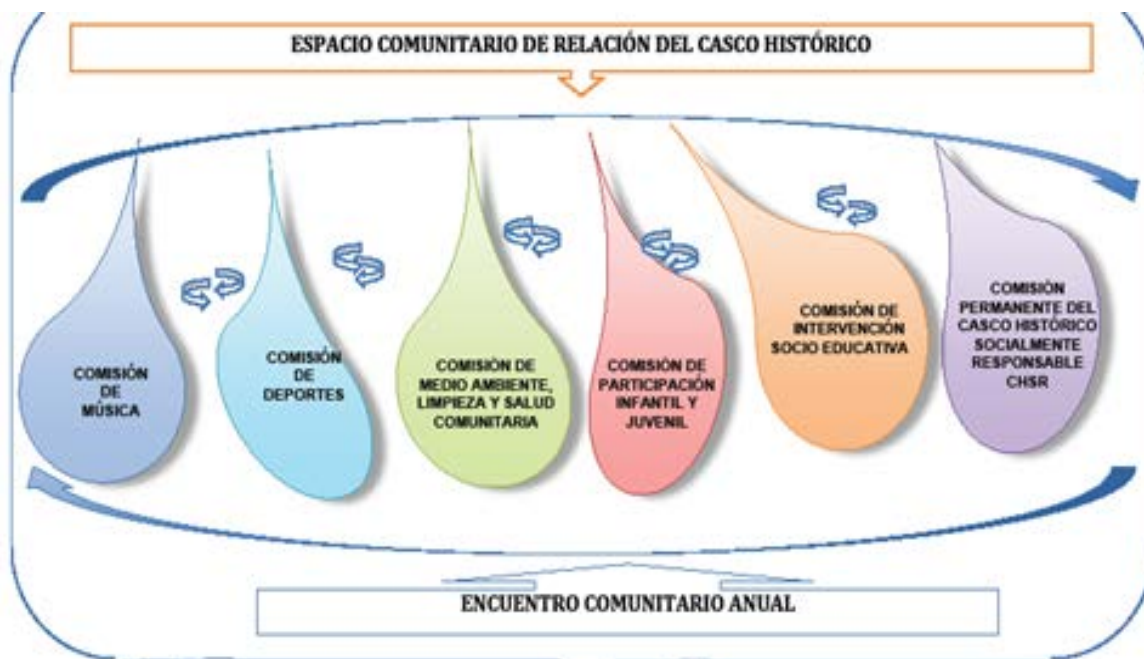 ESPACIO COMUNITARIO DE RELACIÓN DEL CASCO HISTÓRICO
COMISIÓN
DE
MÚSICA
COMISIÓN
DE
DEPORTES
COMISIÓN DE
MEDIO AMBIENTE,
LIMPIEZA Y SALUD
COMUNITARIA
COMISIÓN DE
PARTICIPACIÓN
INFANTIL Y
JUVENIL
COMISIÓN DE
INTERVENCIÓN
SOCIO EDUCATIVA
COMISIÓN
PERMANENTE DEL
CASCO HISTÓRICO
SOCIALMENTE
RESPONSABLE
CHSR
ENCUENTRO COMUNITARIO ANUAL